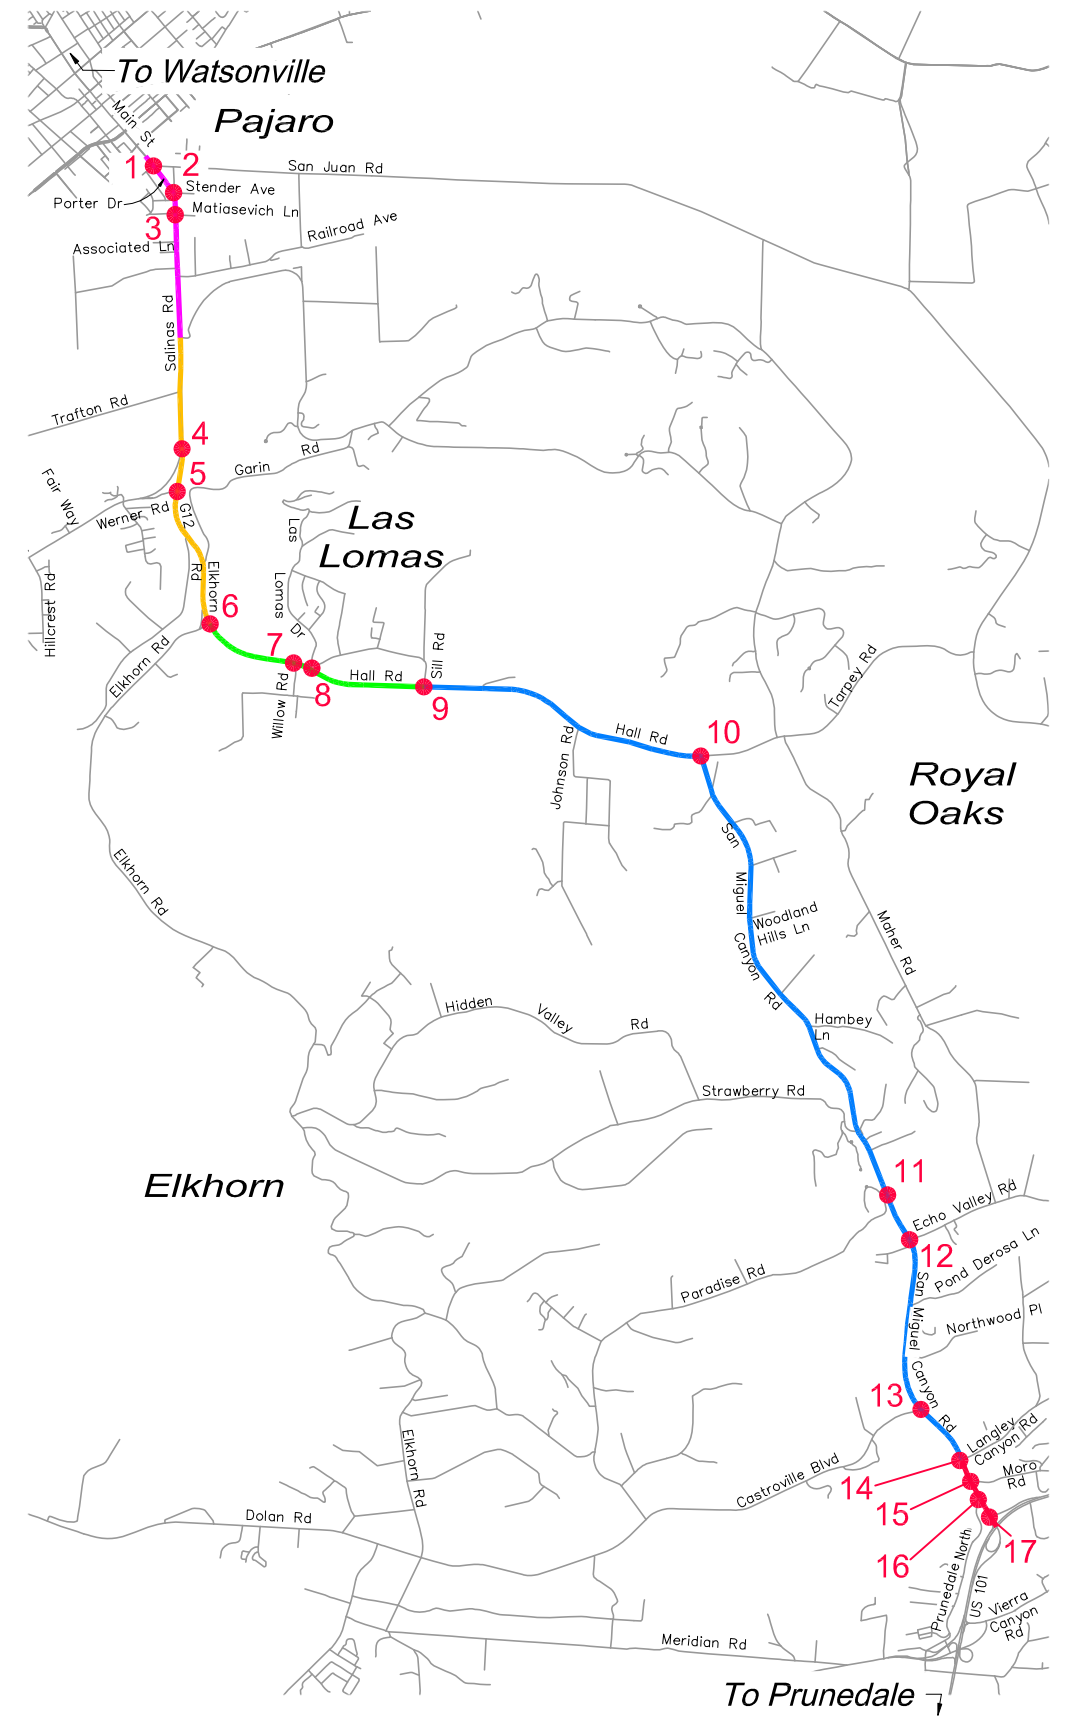 To Watsonville
Main St
Pajaro
1
2
San Juan Rd
Stender Ave
Porter Dr
Matiasevich Ln
3
Associated Ln
Railroad Ave
Salinas Rd
Trafton Rd
4
Garin Rd
5
Fair Way
Werner Rd
G12
Las Lomas Dr
Las
Lomas
Elkhorn
Rd
Hillcrest Rd
6
7
8
Elkhorn Rd
Willow Rd
Hall Rd
Sill Rd
9
Hall Rd
Johnson Rd
10
Tarpey Rd
Royal
Oaks
San Miguel Canyon Rd
Woodland
Hills Ln
Elkhorn Rd
Maher Rd
Hidden Valley Rd
Hambey
Ln
Strawberry Rd
Elkhorn
11
Echo Valley Rd
12
Pond Derosa Ln
Paradise Rd
San Miguel Canyon Rd
Northwood Pl
13
Langley
Canyon Rd
Castroville Blvd
14
Moro
Rd
15
16
17
Elkhorn Rd
Dolan Rd
Prunedale North
US 101
Vierra
Canyon
Rd
Meridian Rd
To Prunedale